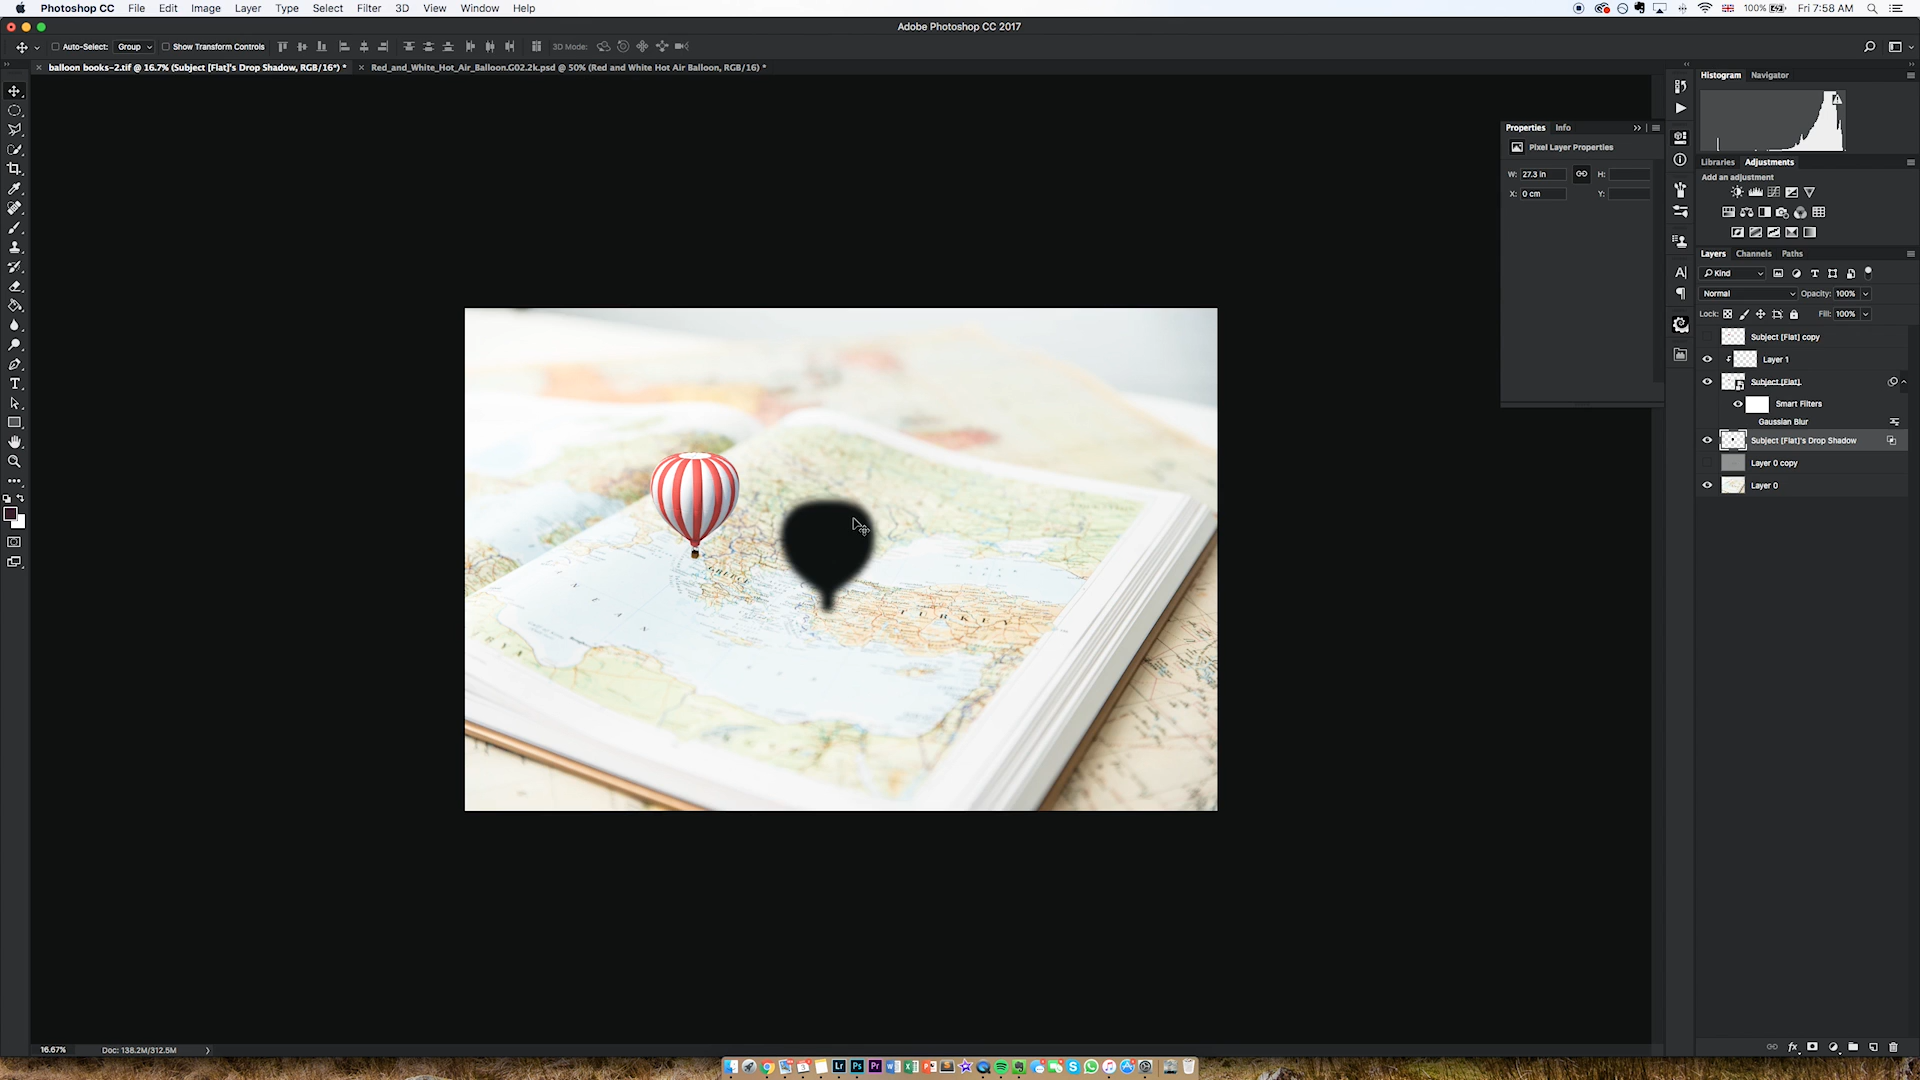 Photoshop CC File Edit Image Layer Type Select Filter 3D View Window Help
100% Fri 7:58 AM
Adobe Photoshop CC 2017
Auto-Select: Group Show Transform Controls 3D Mode:
balloon books-2.tif @ 16.7% (Subject [Flat]'s Drop Shadow, RGB/16*) *
Red_and_White_Hot_Air_Balloon.G02.2k.psd @ 50% (Red and White Hot Air Balloon, RGB/16) *
Histogram Navigator
Properties Info
Pixel Layer Properties
W: 27.3 in H:
X: 0 cm Y:
Libraries Adjustments
Add an adjustment
Layers Channels Paths
Kind
Normal Opacity: 100%
Lock: Fill: 100%
Subject [Flat] copy
Layer 1
Subject [Flat]
Smart Filters
Gaussian Blur
Subject [Flat]'s Drop Shadow
Layer 0 copy
Layer 0
GREECE
TURKEY
16.67% Doc: 138.2M/312.5M